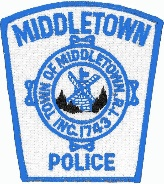 MIDDLETOWN
TOWN OF MIDDLETOWN, R.I.
INC. 1743
POLICE